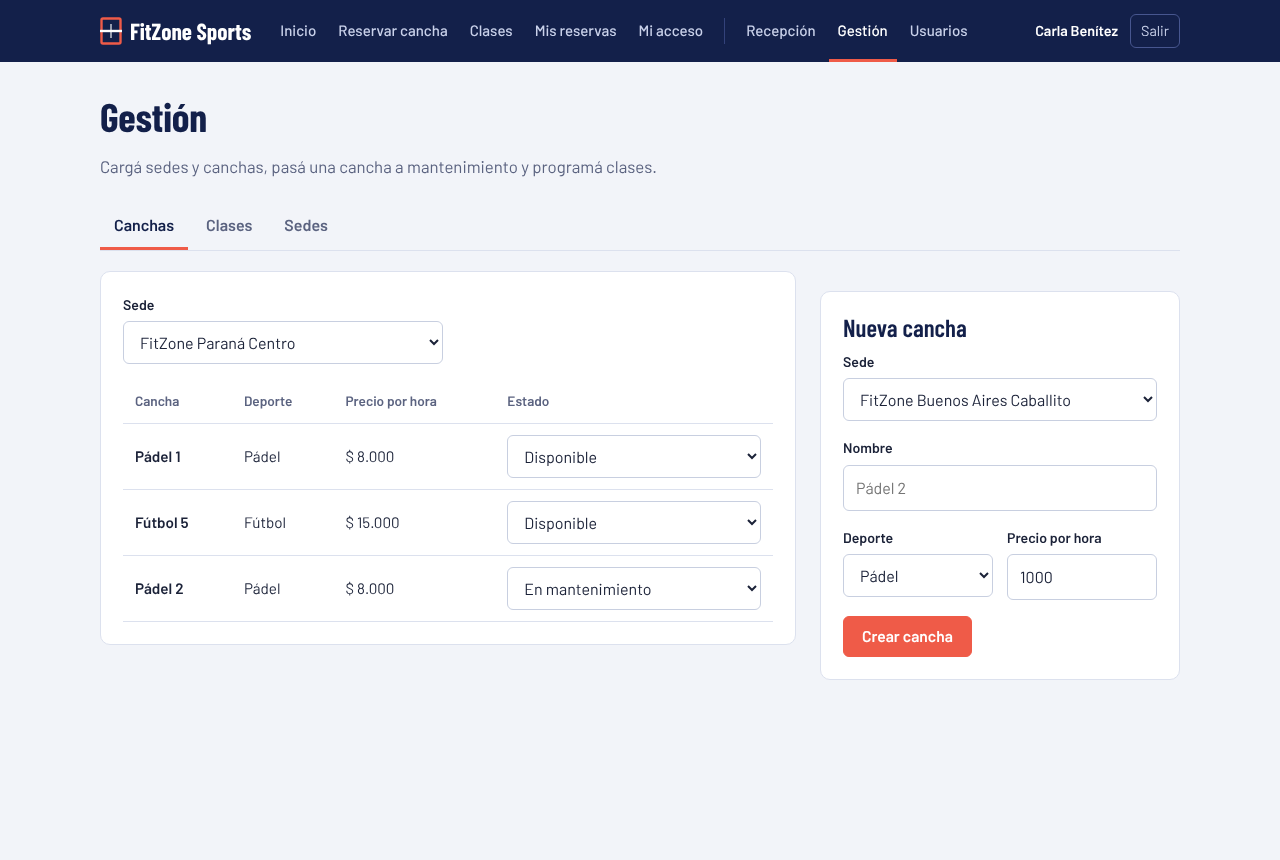 FitZone Sports Inicio Reservar cancha Clases Mis reservas Mi acceso Recepción Gestión Usuarios Carla Benítez Salir
Gestión
Cargá sedes y canchas, pasá una cancha a mantenimiento y programá clases.
Canchas Clases Sedes
Sede
FitZone Paraná Centro
Cancha Deporte Precio por hora Estado
Pádel 1 Pádel $ 8.000 Disponible
Fútbol 5 Fútbol $ 15.000 Disponible
Pádel 2 Pádel $ 8.000 En mantenimiento
Nueva cancha
Sede
FitZone Buenos Aires Caballito
Nombre
Pádel 2
Deporte Precio por hora
Pádel 1000
Crear cancha